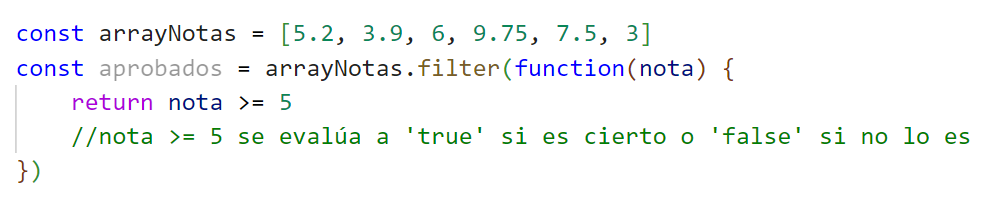 const arrayNotas = [5.2, 3.9, 6, 9.75, 7.5, 3]
const aprobados = arrayNotas.filter(function(nota) {
    return nota >= 5
    //nota >= 5 se evalúa a 'true' si es cierto o 'false' si no lo es
})